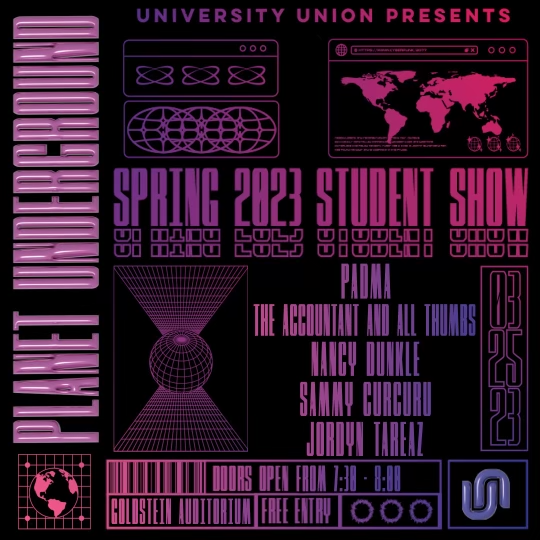 UNIVERSITY UNION PRESENTS
PLANET UNDERGROUND
SPRING 2023 STUDENT SHOW
PADMA
THE ACCOUNTANT AND ALL THUMBS
NANCY DUNKLE
SAMMY CURCURU
JORDYN TAREAZ
03
25
23
DOORS OPEN FROM 7:30 - 8:00
GOLDSTEIN AUDITORIUM
FREE ENTRY